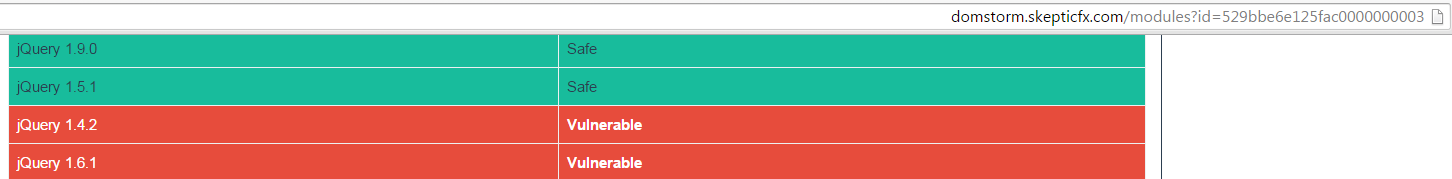 domstorm.skepticfx.com/modules?id=529bbe6e125fac0000000003
jQuery 1.9.0 Safe
jQuery 1.5.1 Safe
jQuery 1.4.2 Vulnerable
jQuery 1.6.1 Vulnerable